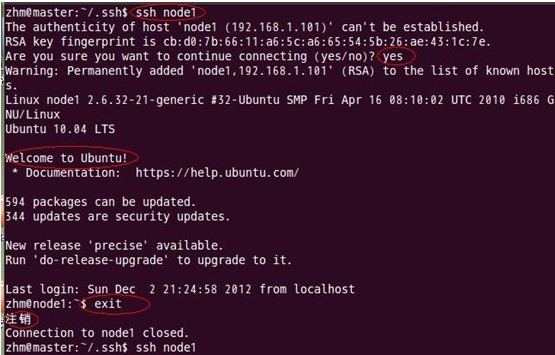 zhm@master:~/.ssh$ ssh node1
The authenticity of host 'node1 (192.168.1.101)' can't be established.
RSA key fingerprint is cb:d0:7b:66:11:a6:5c:a6:65:54:5b:26:ae:43:1c:7e.
Are you sure you want to continue connecting (yes/no)? yes
Warning: Permanently added 'node1,192.168.1.101' (RSA) to the list of known host
s.
Linux node1 2.6.32-21-generic #32-Ubuntu SMP Fri Apr 16 08:10:02 UTC 2010 i686 G
NU/Linux
Ubuntu 10.04 LTS
Welcome to Ubuntu!
* Documentation:  https://help.ubuntu.com/
594 packages can be updated.
344 updates are security updates.
New release 'precise' available.
Run 'do-release-upgrade' to upgrade to it.
Last login: Sun Dec  2 21:24:58 2012 from localhost
zhm@node1:~$ exit
注销
Connection to node1 closed.
zhm@master:~/.ssh$ ssh node1